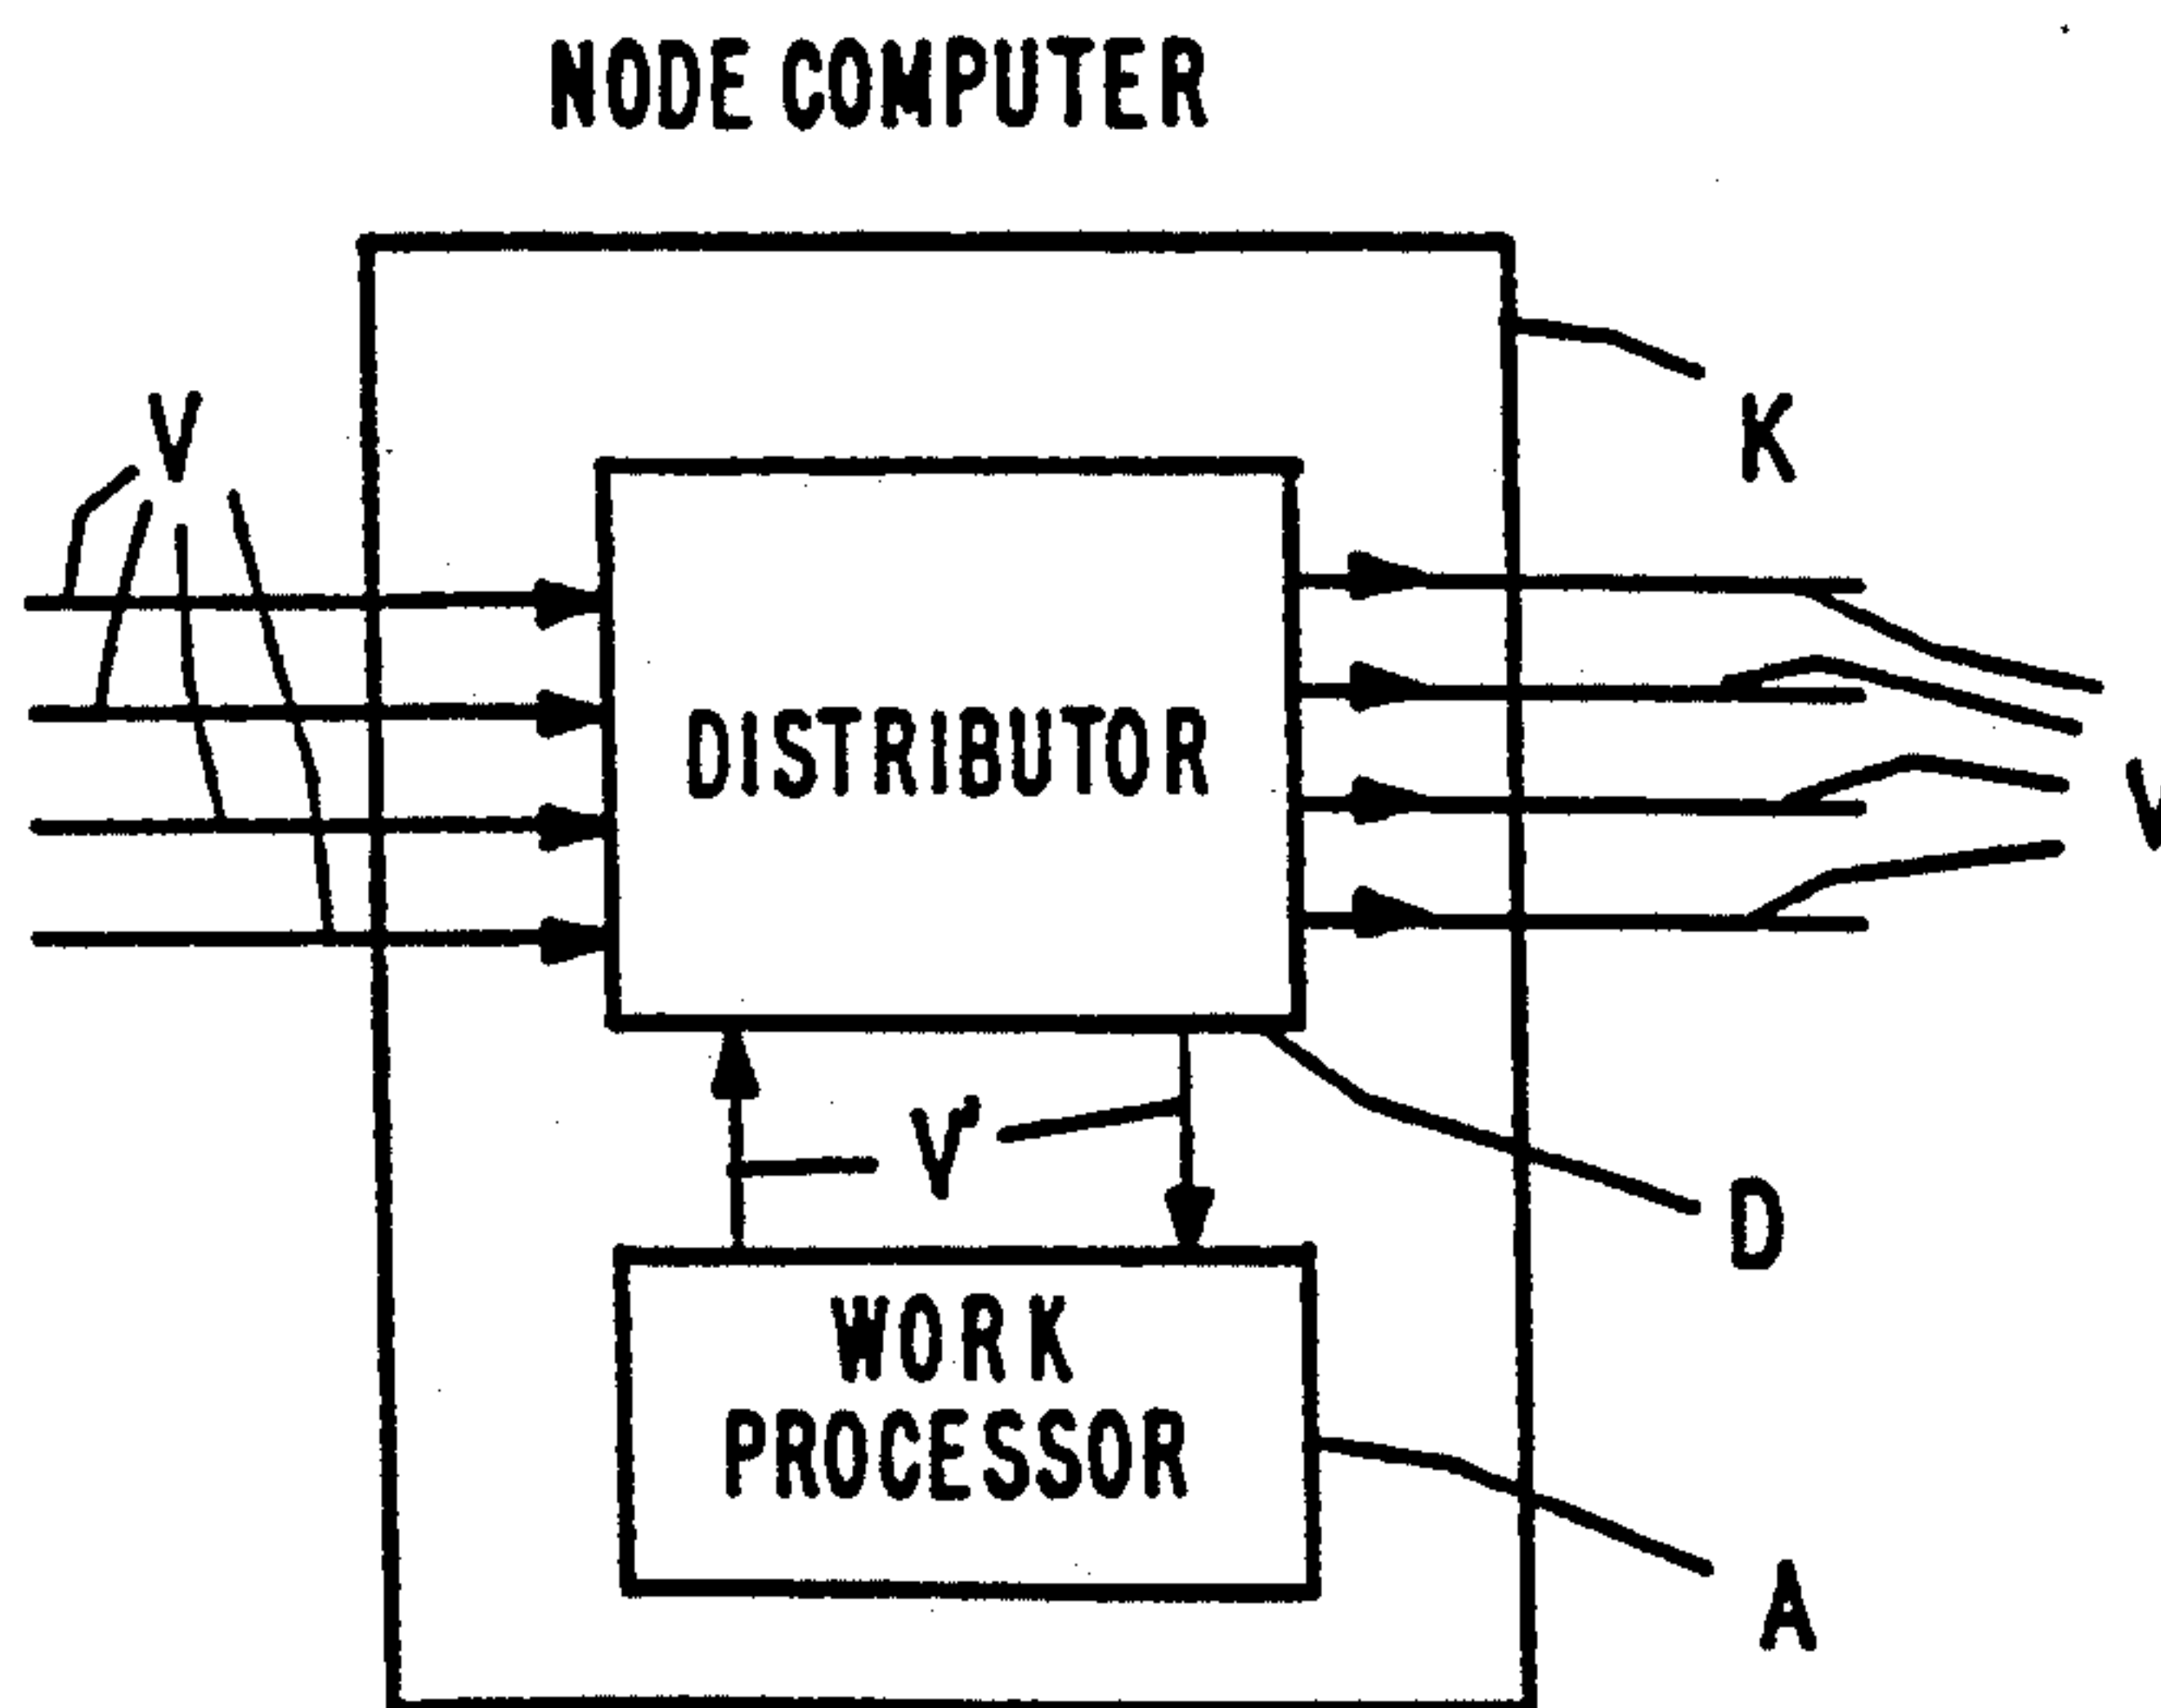 NODE COMPUTER
V
K
DISTRIBUTOR
V
V
D
WORK
PROCESSOR
A